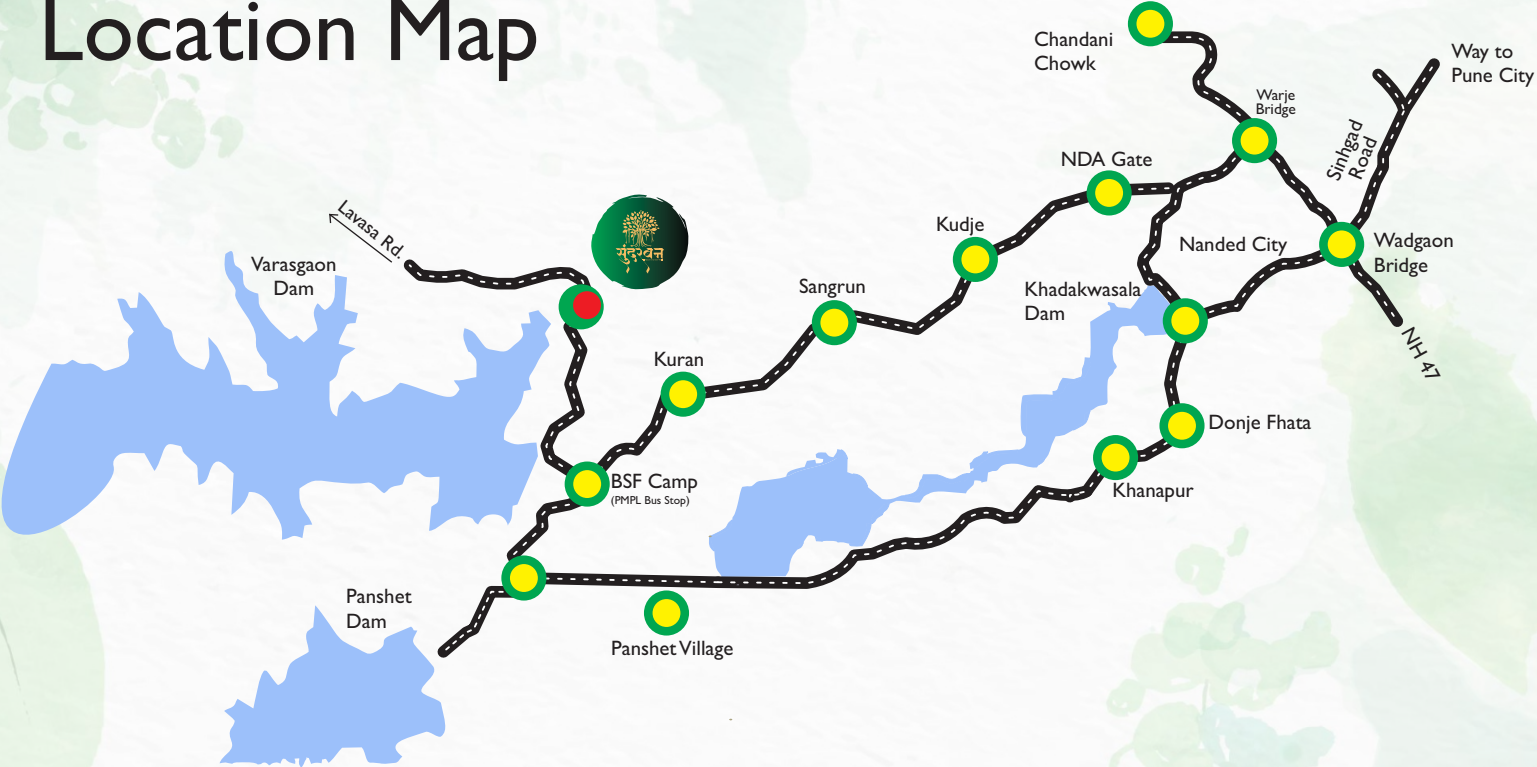 Location Map
Chandani
Chowk
Way to
Pune City
Warje
Bridge
Sinhgad
Road
NDA Gate
Lavasa Rd.
Kudje
Nanded City
Wadgaon
Bridge
Varasgaon
Dam
Sangrun
Khadakwasala
Dam
NH 47
Kuran
Donje Fhata
BSF Camp
(PMPL Bus Stop)
Khanapur
Panshet
Dam
Panshet Village